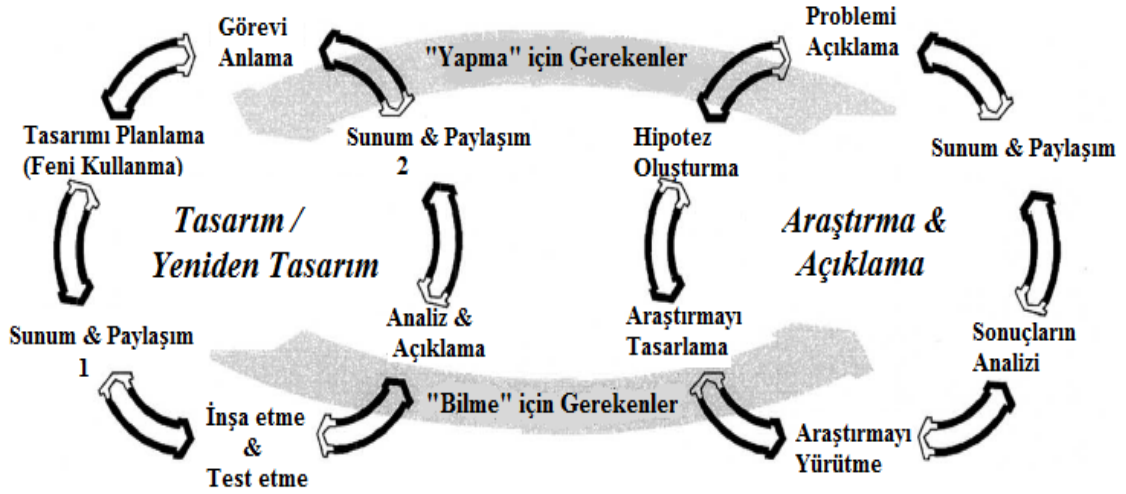 Görevi
Anlama
"Yapma" için Gerekenler
Problemi
Açıklama
Tasarımı Planlama
(Feni Kullanma)
Sunum & Paylaşım
2
Hipotez
Oluşturma
Sunum & Paylaşım
Tasarım /
Yeniden Tasarım
Araştırma &
Açıklama
Sunum & Paylaşım
1
Analiz &
Açıklama
Araştırmayı
Tasarlama
Sonuçların
Analizi
"Bilme" için Gerekenler
İnşa etme
&
Test etme
Araştırmayı
Yürütme